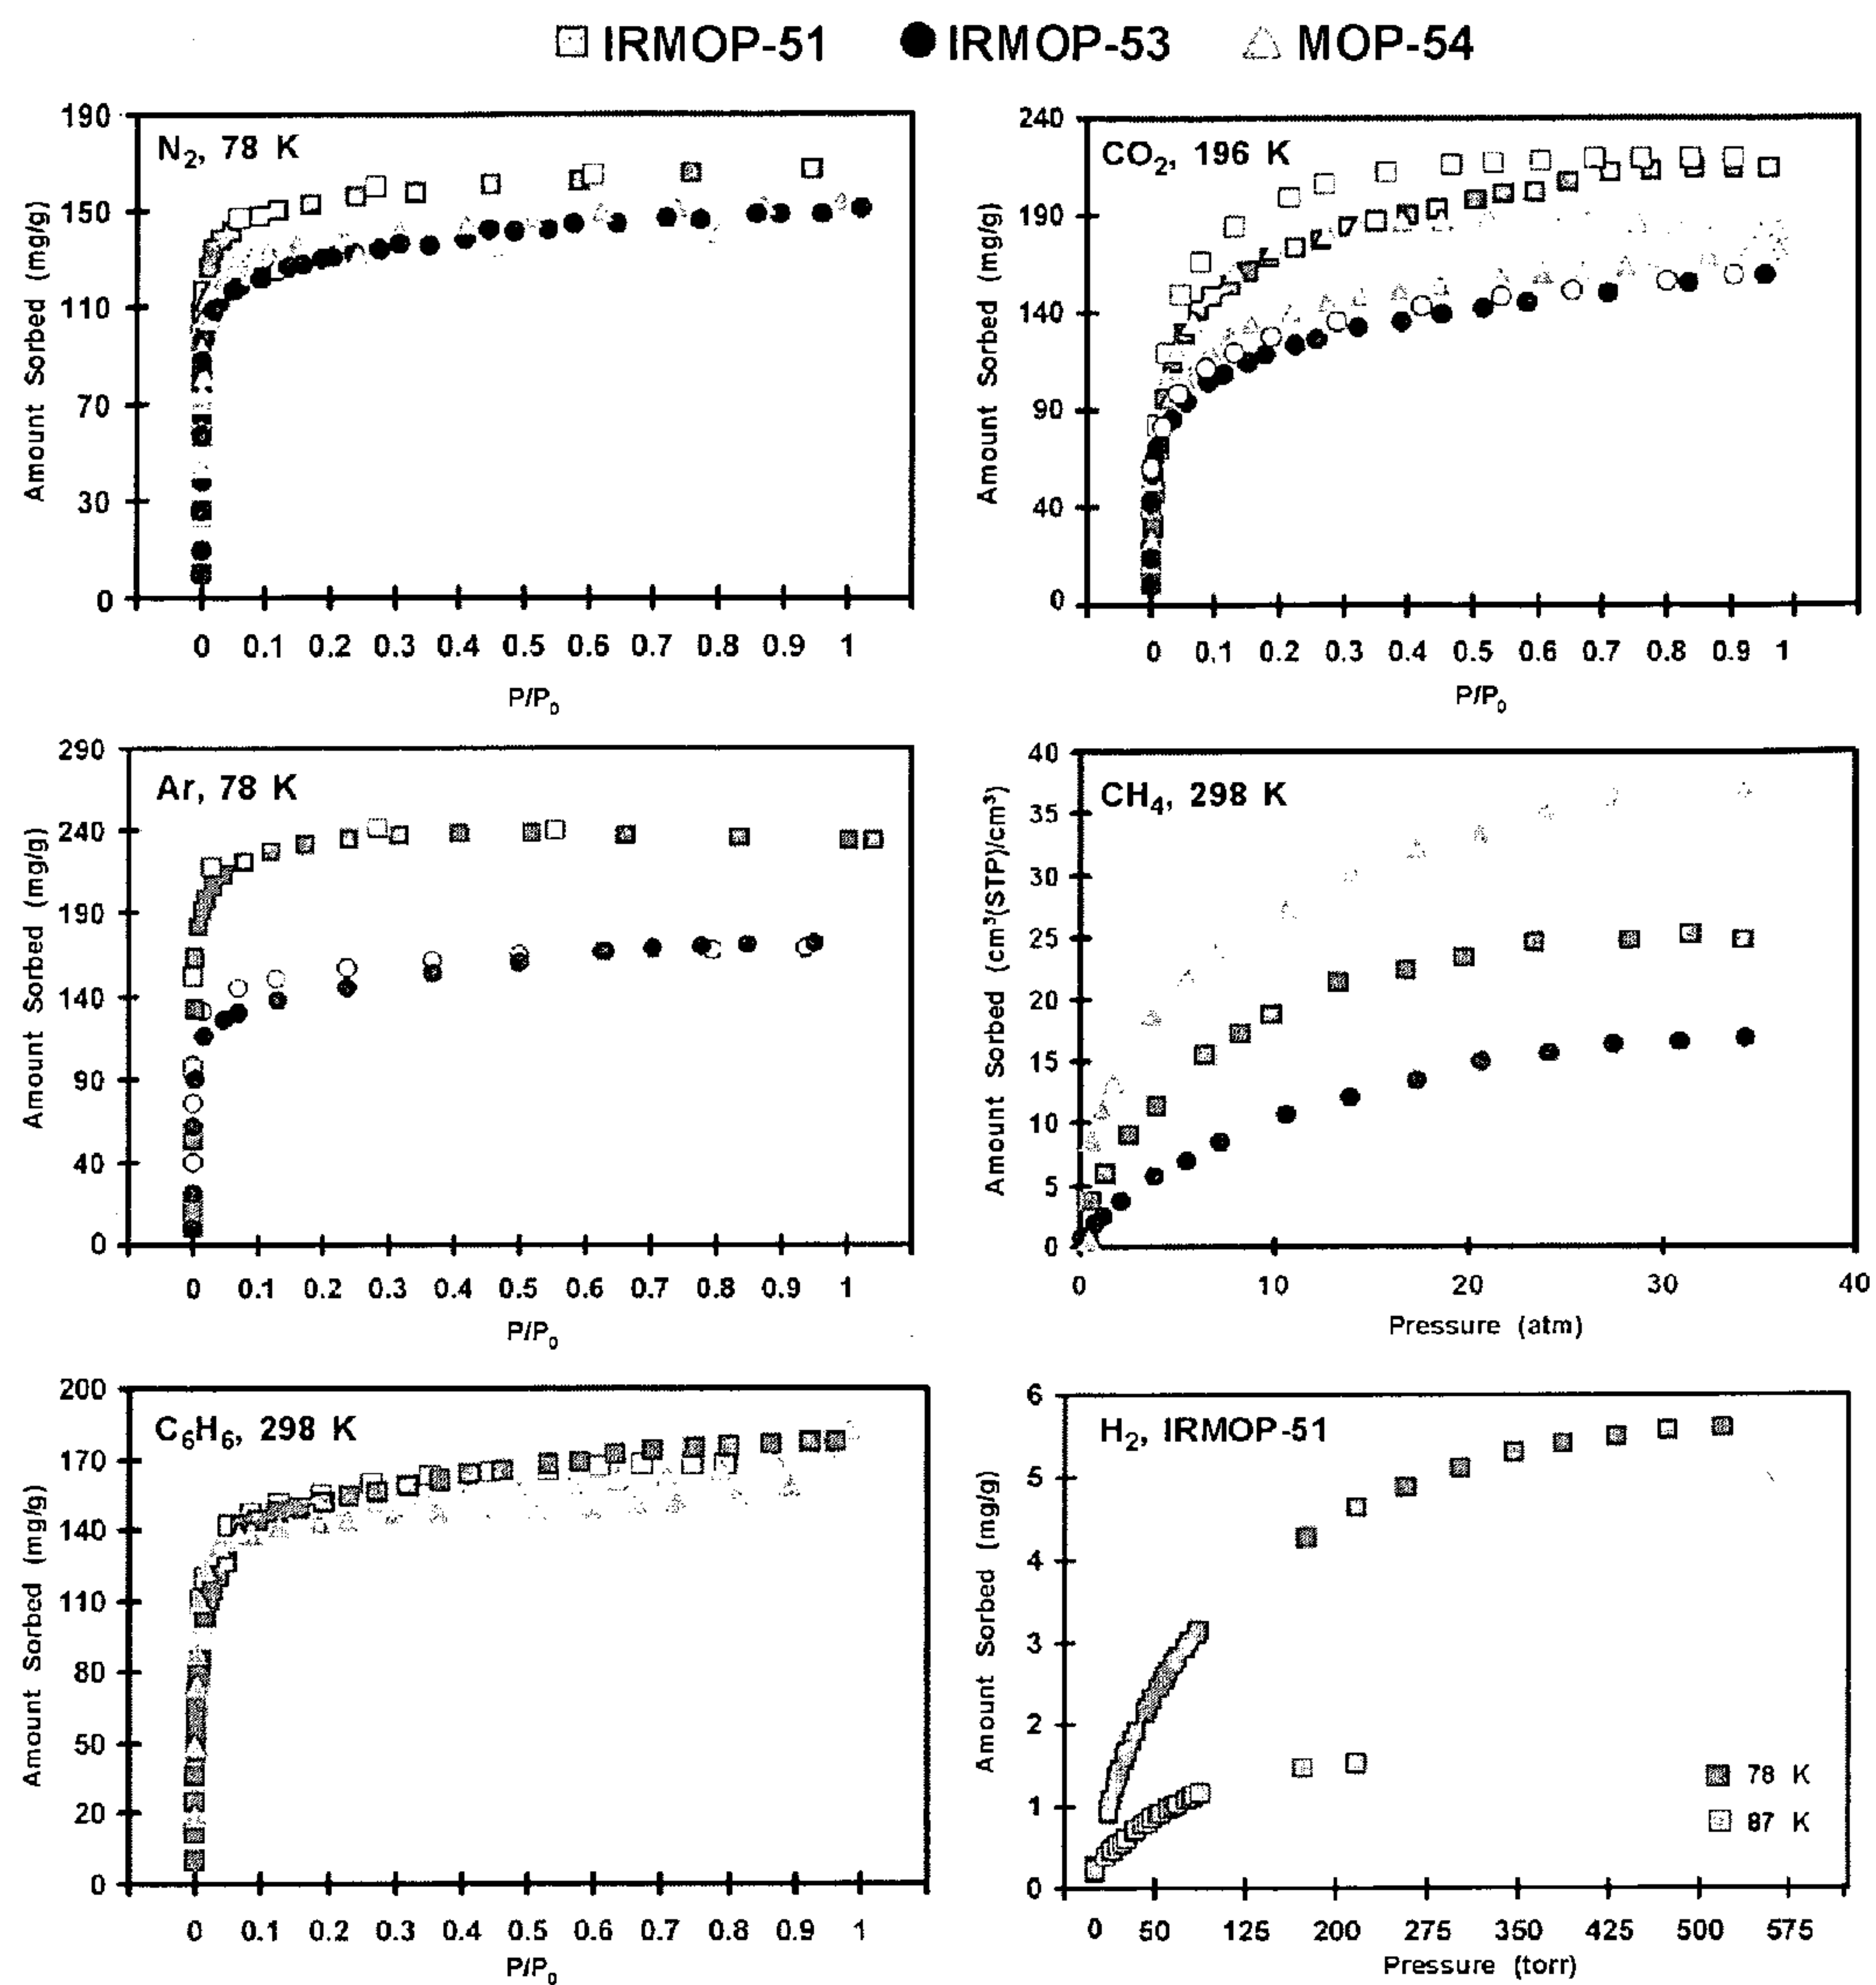 IRMOP-51 IRMOP-53 MOP-54
N₂, 78 K
Amount Sorbed (mg/g)
190
150
110
70
30
0
0 0.1 0.2 0.3 0.4 0.5 0.6 0.7 0.8 0.9 1
P/P₀
CO₂, 196 K
Amount Sorbed (mg/g)
240
190
140
90
40
0
0 0.1 0.2 0.3 0.4 0.5 0.6 0.7 0.8 0.9 1
P/P₀
Ar, 78 K
Amount Sorbed (mg/g)
290
240
190
140
90
40
0
0 0.1 0.2 0.3 0.4 0.5 0.6 0.7 0.8 0.9 1
P/P₀
CH₄, 298 K
Amount Sorbed (cm³(STP)/cm³)
40
35
30
25
20
15
10
5
0
0 10 20 30 40
Pressure (atm)
C₆H₆, 298 K
Amount Sorbed (mg/g)
200
170
140
110
80
50
20
0
0 0.1 0.2 0.3 0.4 0.5 0.6 0.7 0.8 0.9 1
P/P₀
H₂, IRMOP-51
Amount Sorbed (mg/g)
6
5
4
3
2
1
0
78 K
87 K
0 50 125 200 275 350 425 500 575
Pressure (torr)